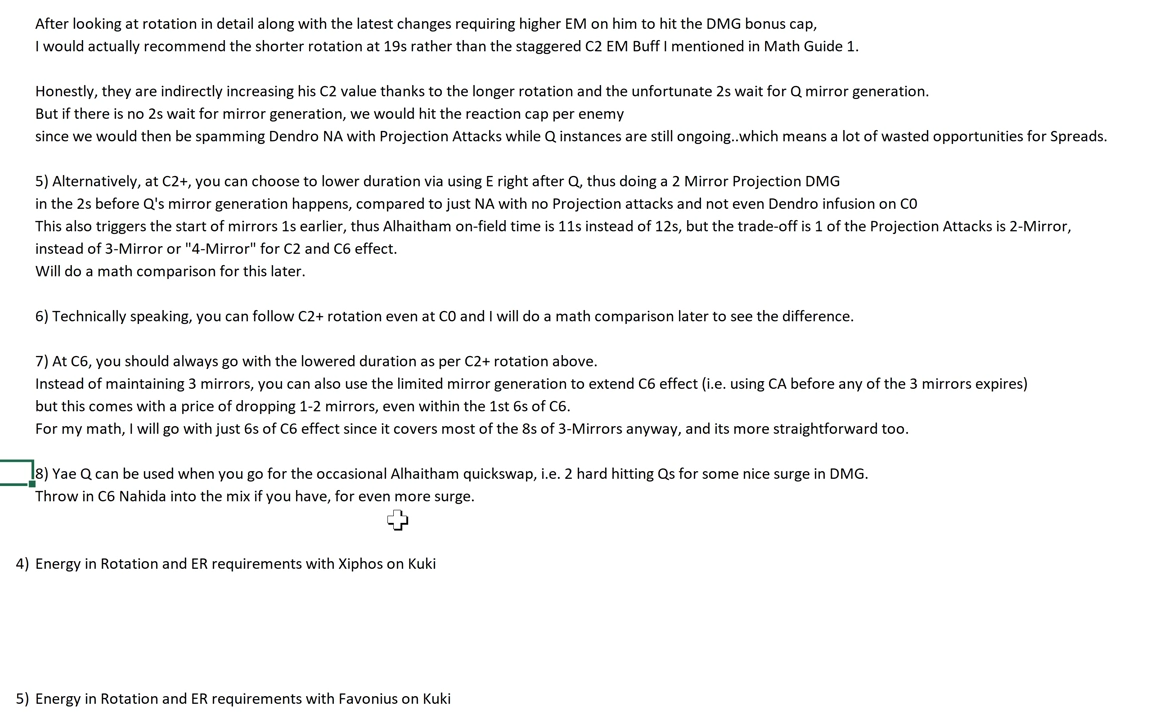 After looking at rotation in detail along with the latest changes requiring higher EM on him to hit the DMG bonus cap,
I would actually recommend the shorter rotation at 19s rather than the staggered C2 EM Buff I mentioned in Math Guide 1.
Honestly, they are indirectly increasing his C2 value thanks to the longer rotation and the unfortunate 2s wait for Q mirror generation.
But if there is no 2s wait for mirror generation, we would hit the reaction cap per enemy
since we would then be spamming Dendro NA with Projection Attacks while Q instances are still ongoing..which means a lot of wasted opportunities for Spreads.
5) Alternatively, at C2+, you can choose to lower duration via using E right after Q, thus doing a 2 Mirror Projection DMG
in the 2s before Q's mirror generation happens, compared to just NA with no Projection attacks and not even Dendro infusion on C0
This also triggers the start of mirrors 1s earlier, thus Alhaitham on-field time is 11s instead of 12s, but the trade-off is 1 of the Projection Attacks is 2-Mirror,
instead of 3-Mirror or "4-Mirror" for C2 and C6 effect.
Will do a math comparison for this later.
6) Technically speaking, you can follow C2+ rotation even at C0 and I will do a math comparison later to see the difference.
7) At C6, you should always go with the lowered duration as per C2+ rotation above.
Instead of maintaining 3 mirrors, you can also use the limited mirror generation to extend C6 effect (i.e. using CA before any of the 3 mirrors expires)
but this comes with a price of dropping 1-2 mirrors, even within the 1st 6s of C6.
For my math, I will go with just 6s of C6 effect since it covers most of the 8s of 3-Mirrors anyway, and its more straightforward too.
8) Yae Q can be used when you go for the occasional Alhaitham quickswap, i.e. 2 hard hitting Qs for some nice surge in DMG.
Throw in C6 Nahida into the mix if you have, for even more surge.
4) Energy in Rotation and ER requirements with Xiphos on Kuki
5) Energy in Rotation and ER requirements with Favonius on Kuki